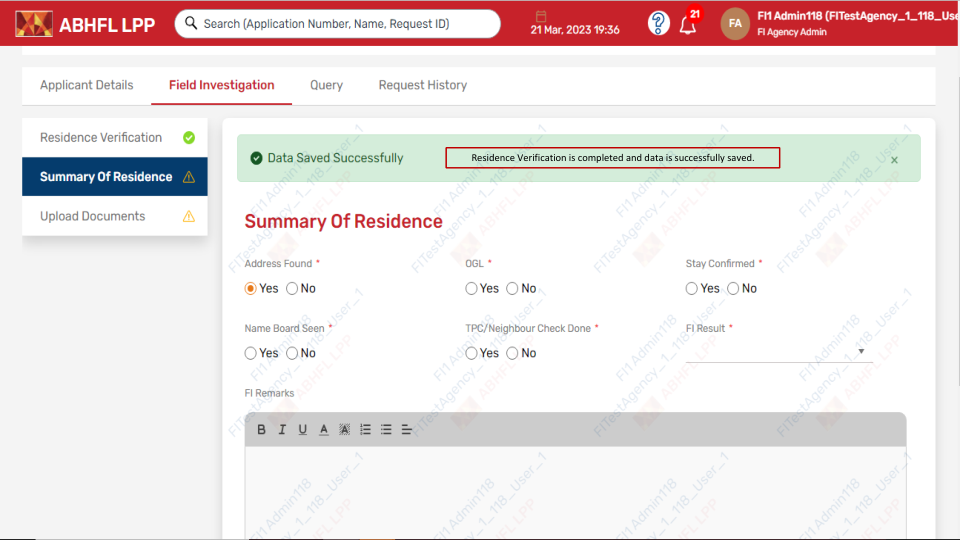 ABHFL LPP
Search (Application Number, Name, Request ID)
21 Mar, 2023 19:36
21
FA
FI1 Admin118 (FITestAgency_1_118_Use
FI Agency Admin
Applicant Details
Field Investigation
Query
Request History
Residence Verification
Summary Of Residence
Upload Documents
Data Saved Successfully
Residence Verification is completed and data is successfully saved.
×
Summary Of Residence
Address Found *
Yes No
OGL *
Yes No
Stay Confirmed *
Yes No
Name Board Seen *
Yes No
TPC/Neighbour Check Done *
Yes No
FI Result *
FI Remarks
B I U A A
FI1Admin118
FITestAgency_1_118_User_1
ABHFL LPP